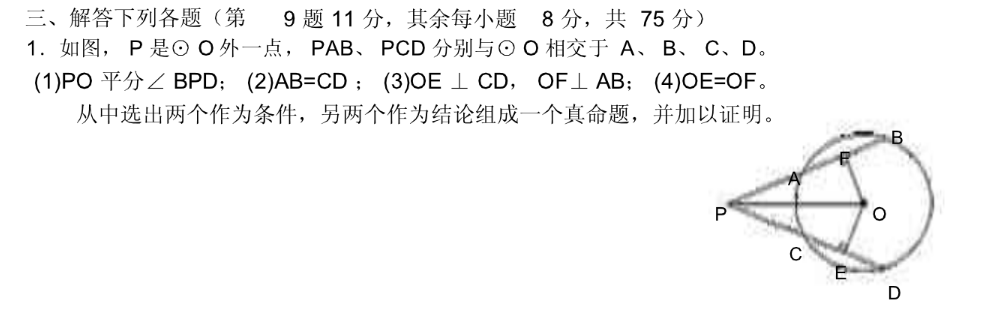 三、解答下列各题（第 9 题 11 分，其余每小题 8 分，共 75 分）
1．如图， P 是⊙ O 外一点， PAB、 PCD 分别与⊙ O 相交于 A、 B、 C、D。
(1)PO 平分∠ BPD； (2)AB=CD ； (3)OE ⊥ CD， OF⊥ AB； (4)OE=OF。
从中选出两个作为条件，另两个作为结论组成一个真命题，并加以证明。
B
F
A
P
O
C
E
D